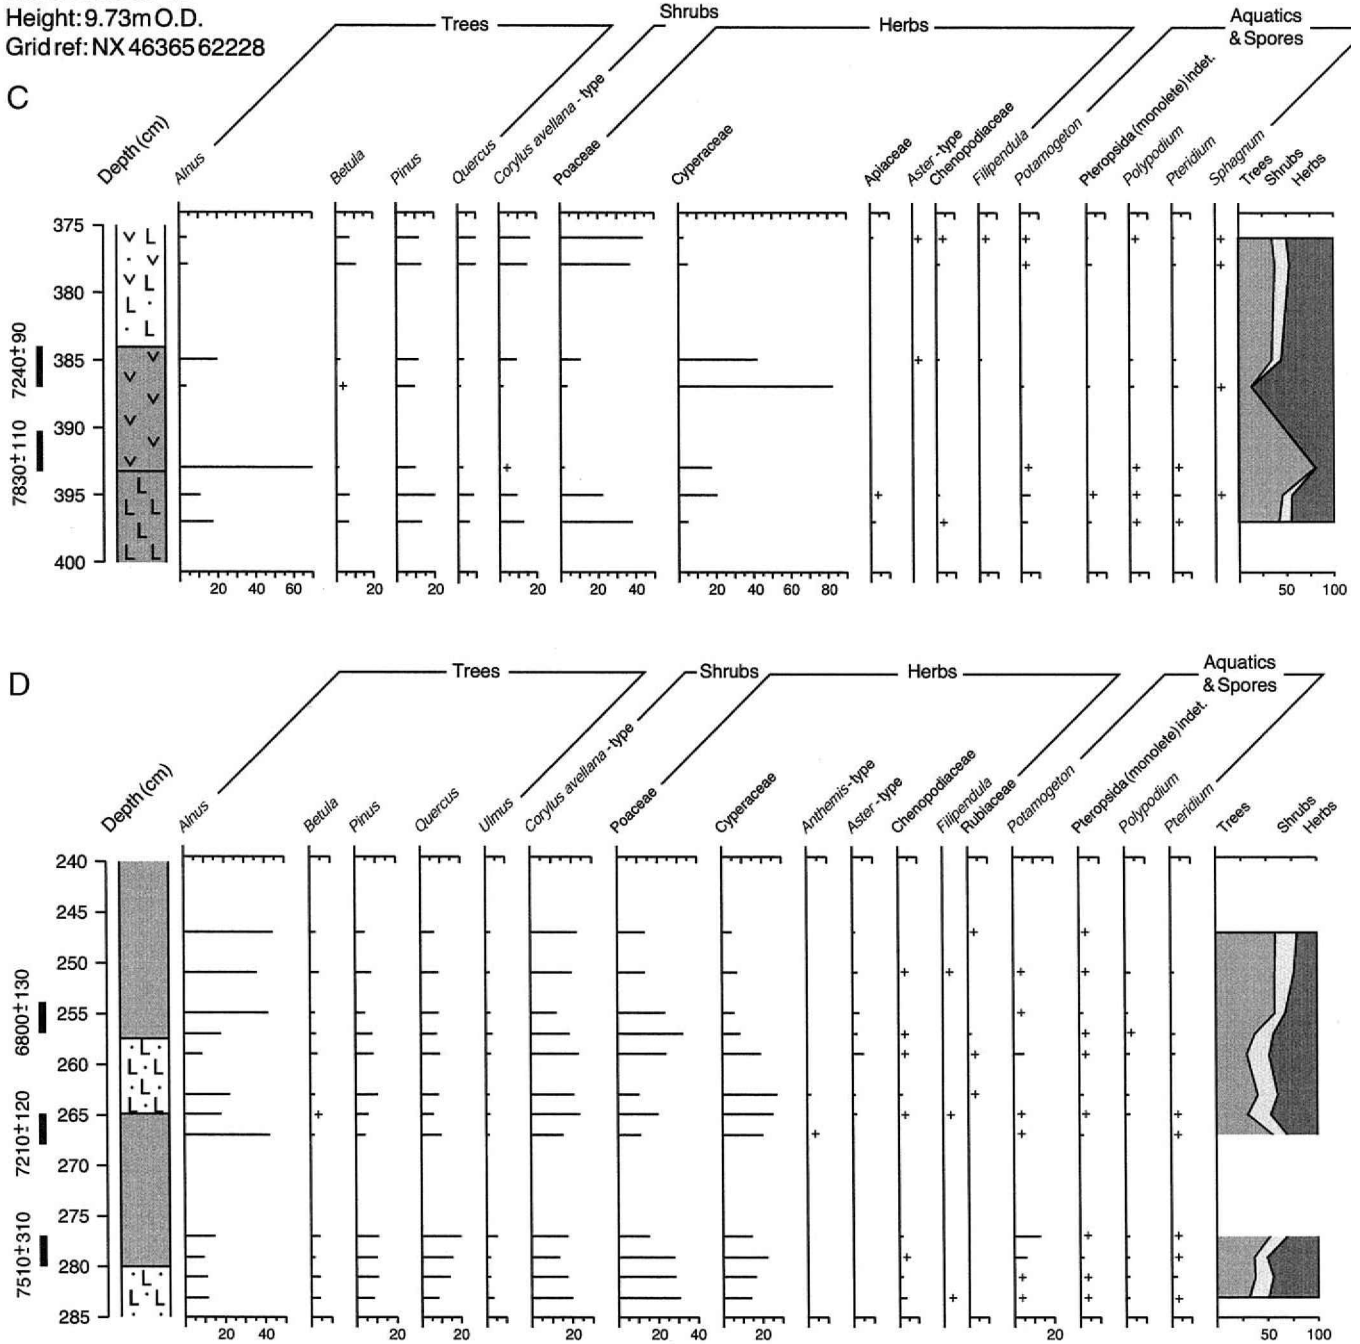 Height: 9.73m O.D.
Grid ref: NX 46365 62228
C
Trees
Shrubs
Herbs
Aquatics
& Spores
Depth (cm)
Alnus
Betula
Pinus
Quercus
Corylus avellana - type
Poaceae
Cyperaceae
Apiaceae
Aster - type
Chenopodiaceae
Filipendula
Potamogeton
Pteropsida (monolete) indet.
Polypodium
Pteridium
Sphagnum
Trees
Shrubs
Herbs
375
380
385
390
395
400
7240±90
7830±110
20 40 60 20 20 20 20 40 20 40 60 80 50 100
D
Trees
Shrubs
Herbs
Aquatics
& Spores
Depth (cm)
Alnus
Betula
Pinus
Quercus
Ulmus
Corylus avellana - type
Poaceae
Cyperaceae
Anthemis - type
Aster - type
Chenopodiaceae
Filipendula
Rubiaceae
Potamogeton
Pteropsida (monolete) indet.
Polypodium
Pteridium
Trees
Shrubs
Herbs
240
245
250
255
260
265
270
275
280
285
6800±130
7210±120
7510±310
20 40 20 20 20 20 40 20 20 50 100